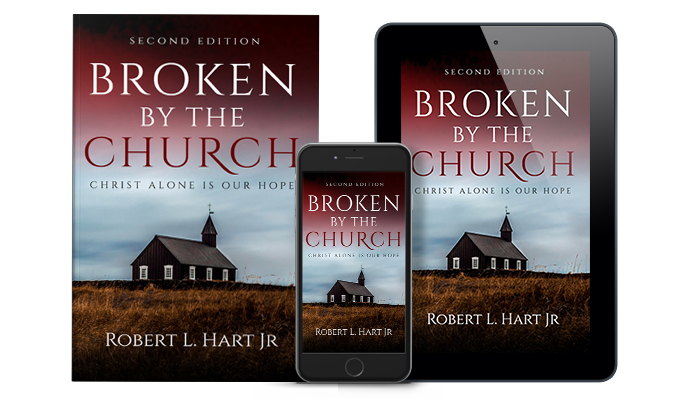 SECOND EDITION
BROKEN
BY THE
CHURCH
CHRIST ALONE IS OUR HOPE
ROBERT L. HART JR
SECOND EDITION
BROKEN
BY THE
CHURCH
CHRIST ALONE IS OUR HOPE
ROBERT L. HART JR
SECOND EDITION
BROKEN
BY THE
CHURCH
CHRIST ALONE IS OUR HOPE
ROBERT L. HART JR